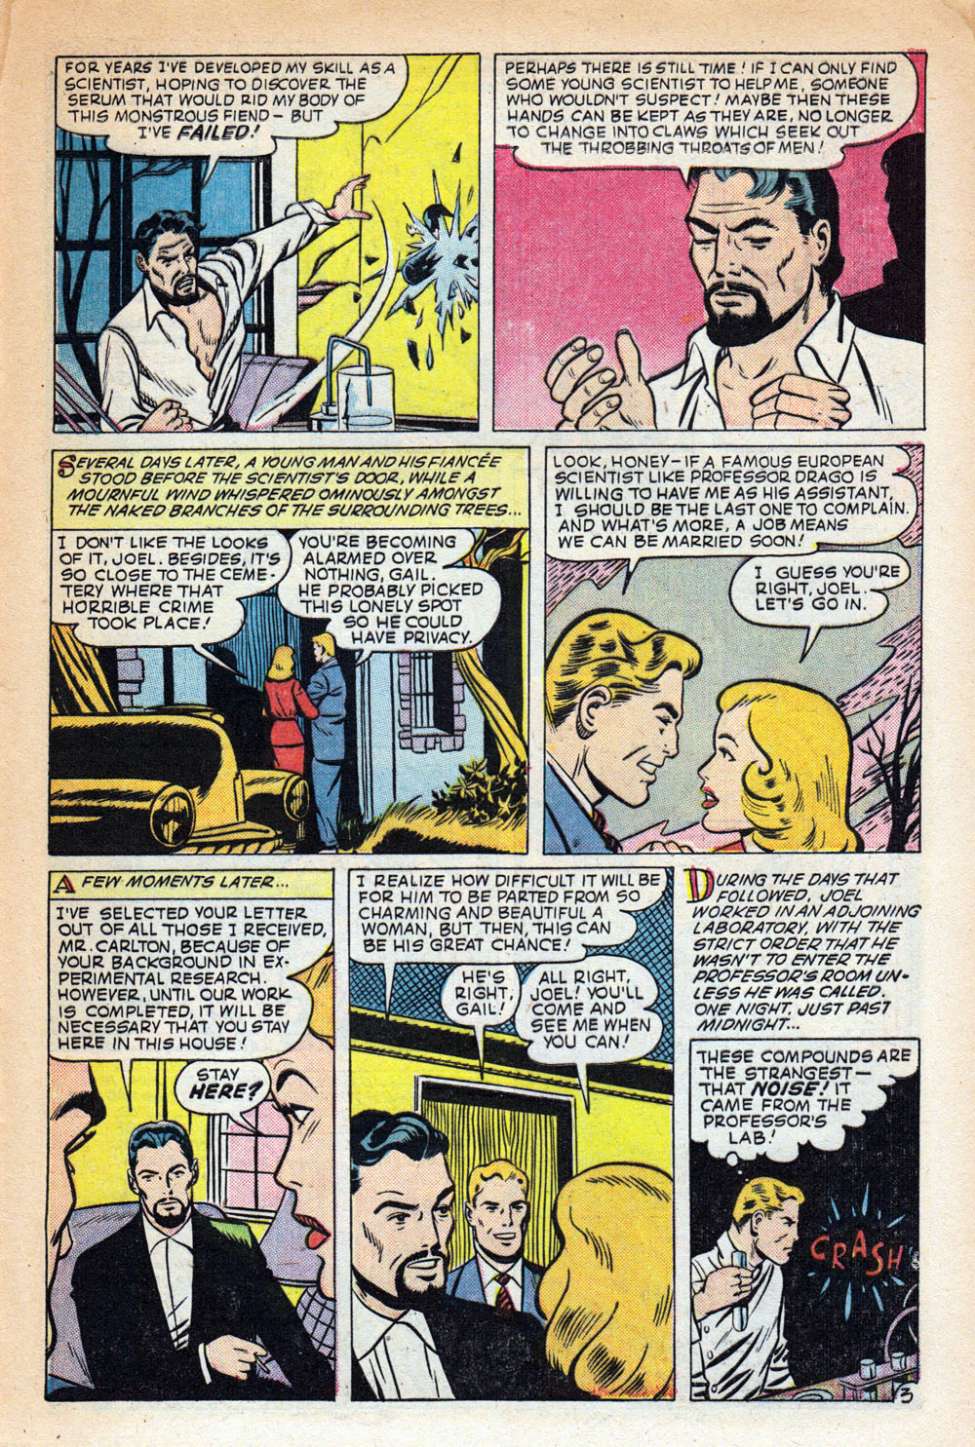 FOR YEARS I'VE DEVELOPED MY SKILL AS A
SCIENTIST, HOPING TO DISCOVER THE
SERUM THAT WOULD RID MY BODY OF
THIS MONSTROUS FIEND - BUT
I'VE FAILED!
PERHAPS THERE IS STILL TIME! IF I CAN ONLY FIND
SOME YOUNG SCIENTIST TO HELP ME, SOMEONE
WHO WOULDN'T SUSPECT! MAYBE THEN THESE
HANDS CAN BE KEPT AS THEY ARE, NO LONGER
TO CHANGE INTO CLAWS WHICH SEEK OUT
THE THROBBING THROATS OF MEN!
SEVERAL DAYS LATER, A YOUNG MAN AND HIS FIANCÉE
STOOD BEFORE THE SCIENTIST'S DOOR, WHILE A
MOURNFUL WIND WHISPERED OMINOUSLY AMONGST
THE NAKED BRANCHES OF THE SURROUNDING TREES...
I DON'T LIKE THE LOOKS
OF IT, JOEL. BESIDES, IT'S
SO CLOSE TO THE CEME-
TERY WHERE THAT
HORRIBLE CRIME
TOOK PLACE!
YOU'RE BECOMING
ALARMED OVER
NOTHING, GAIL.
HE PROBABLY PICKED
THIS LONELY SPOT
SO HE COULD
HAVE PRIVACY.
LOOK, HONEY - IF A FAMOUS EUROPEAN
SCIENTIST LIKE PROFESSOR DRAGO IS
WILLING TO HAVE ME AS HIS ASSISTANT,
I SHOULD BE THE LAST ONE TO COMPLAIN.
AND WHAT'S MORE, A JOB MEANS
WE CAN BE MARRIED SOON!
I GUESS YOU'RE
RIGHT, JOEL.
LET'S GO IN.
A FEW MOMENTS LATER...
I'VE SELECTED YOUR LETTER
OUT OF ALL THOSE I RECEIVED,
MR. CARLTON, BECAUSE OF
YOUR BACKGROUND IN EX-
PERIMENTAL RESEARCH.
HOWEVER, UNTIL OUR WORK
IS COMPLETED, IT WILL BE
NECESSARY THAT YOU STAY
HERE IN THIS HOUSE!
STAY
HERE?
I REALIZE HOW DIFFICULT IT WILL BE
FOR HIM TO BE PARTED FROM SO
CHARMING AND BEAUTIFUL A
WOMAN, BUT THEN, THIS CAN
BE HIS GREAT CHANCE!
HE'S
RIGHT,
GAIL!
ALL RIGHT,
JOEL! YOU'LL
COME AND
SEE ME WHEN
YOU CAN!
DURING THE DAYS THAT
FOLLOWED, JOEL
WORKED IN AN ADJOINING
LABORATORY, WITH THE
STRICT ORDER THAT HE
WASN'T TO ENTER THE
PROFESSOR'S ROOM UN-
LESS HE WAS CALLED.
ONE NIGHT, JUST PAST
MIDNIGHT...
THESE COMPOUNDS ARE
THE STRANGEST -
THAT NOISE! IT
CAME FROM THE
PROFESSOR'S
LAB!
CRASH
3